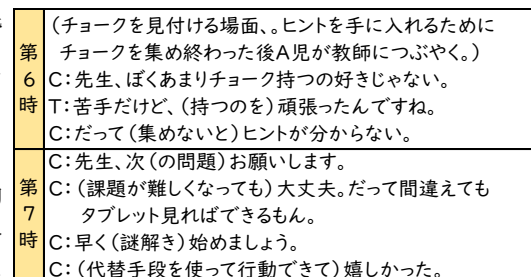 第6時
（チョークを見付ける場面、。ヒントを手に入れるために
チョークを集め終わった後A児が教師につぶやく。）
C：先生、ぼくあまりチョーク持つの好きじゃない。
T：苦手だけど、（持つのを）頑張ったんですね。
C：だって（集めないと）ヒントが分からない。
第7時
C：先生、次（の問題）お願いします。
C：（課題が難しくなっても）大丈夫。だって間違えても
タブレット見ればできるもん。
C：早く（謎解き）始めましょう。
C：（代替手段を使って行動できて）嬉しかった。